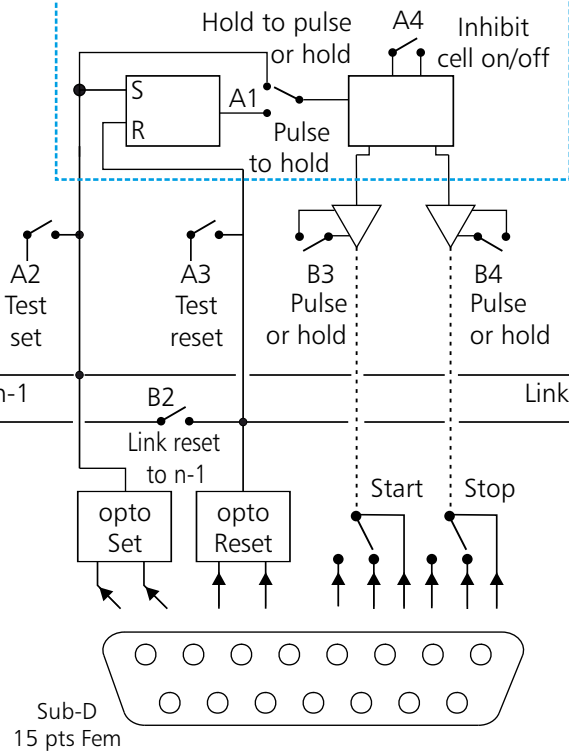 Hold to pulse
or hold
A4
Inhibit
cell on/off
S
A1
R
Pulse
to hold
A2
Test
set
A3
Test
reset
B3
Pulse
or hold
B4
Pulse
or hold
n-1
B2
Link
Link reset
to n-1
Start
Stop
opto
Set
opto
Reset
Sub-D
15 pts Fem